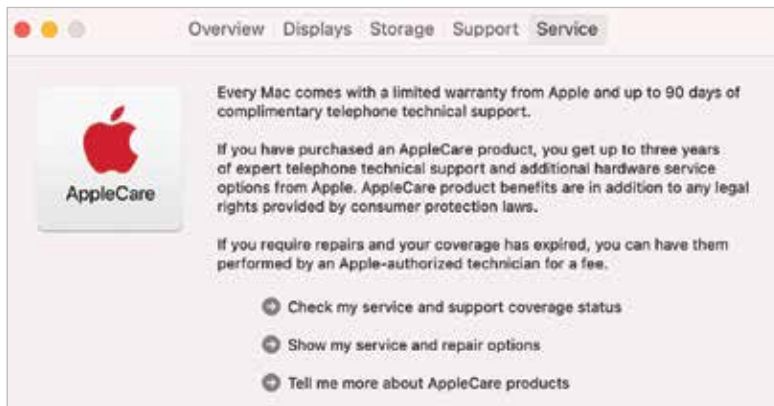 Overview Displays Storage Support Service
Every Mac comes with a limited warranty from Apple and up to 90 days of
complimentary telephone technical support.
If you have purchased an AppleCare product, you get up to three years
of expert telephone technical support and additional hardware service
options from Apple. AppleCare product benefits are in addition to any legal
rights provided by consumer protection laws.
AppleCare
If you require repairs and your coverage has expired, you can have them
performed by an Apple-authorized technician for a fee.
Check my service and support coverage status
Show my service and repair options
Tell me more about AppleCare products